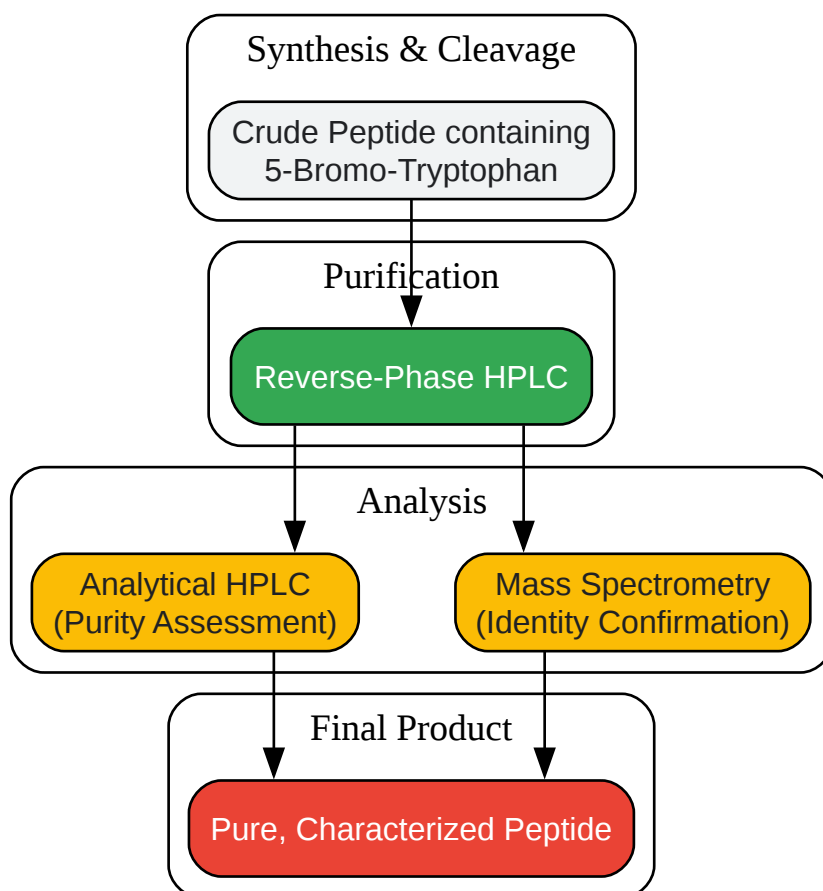 Synthesis & Cleavage
Crude Peptide containing
5-Bromo-Tryptophan
Purification
Reverse-Phase HPLC
Analysis
Analytical HPLC
(Purity Assessment)
Mass Spectrometry
(Identity Confirmation)
Final Product
Pure, Characterized Peptide